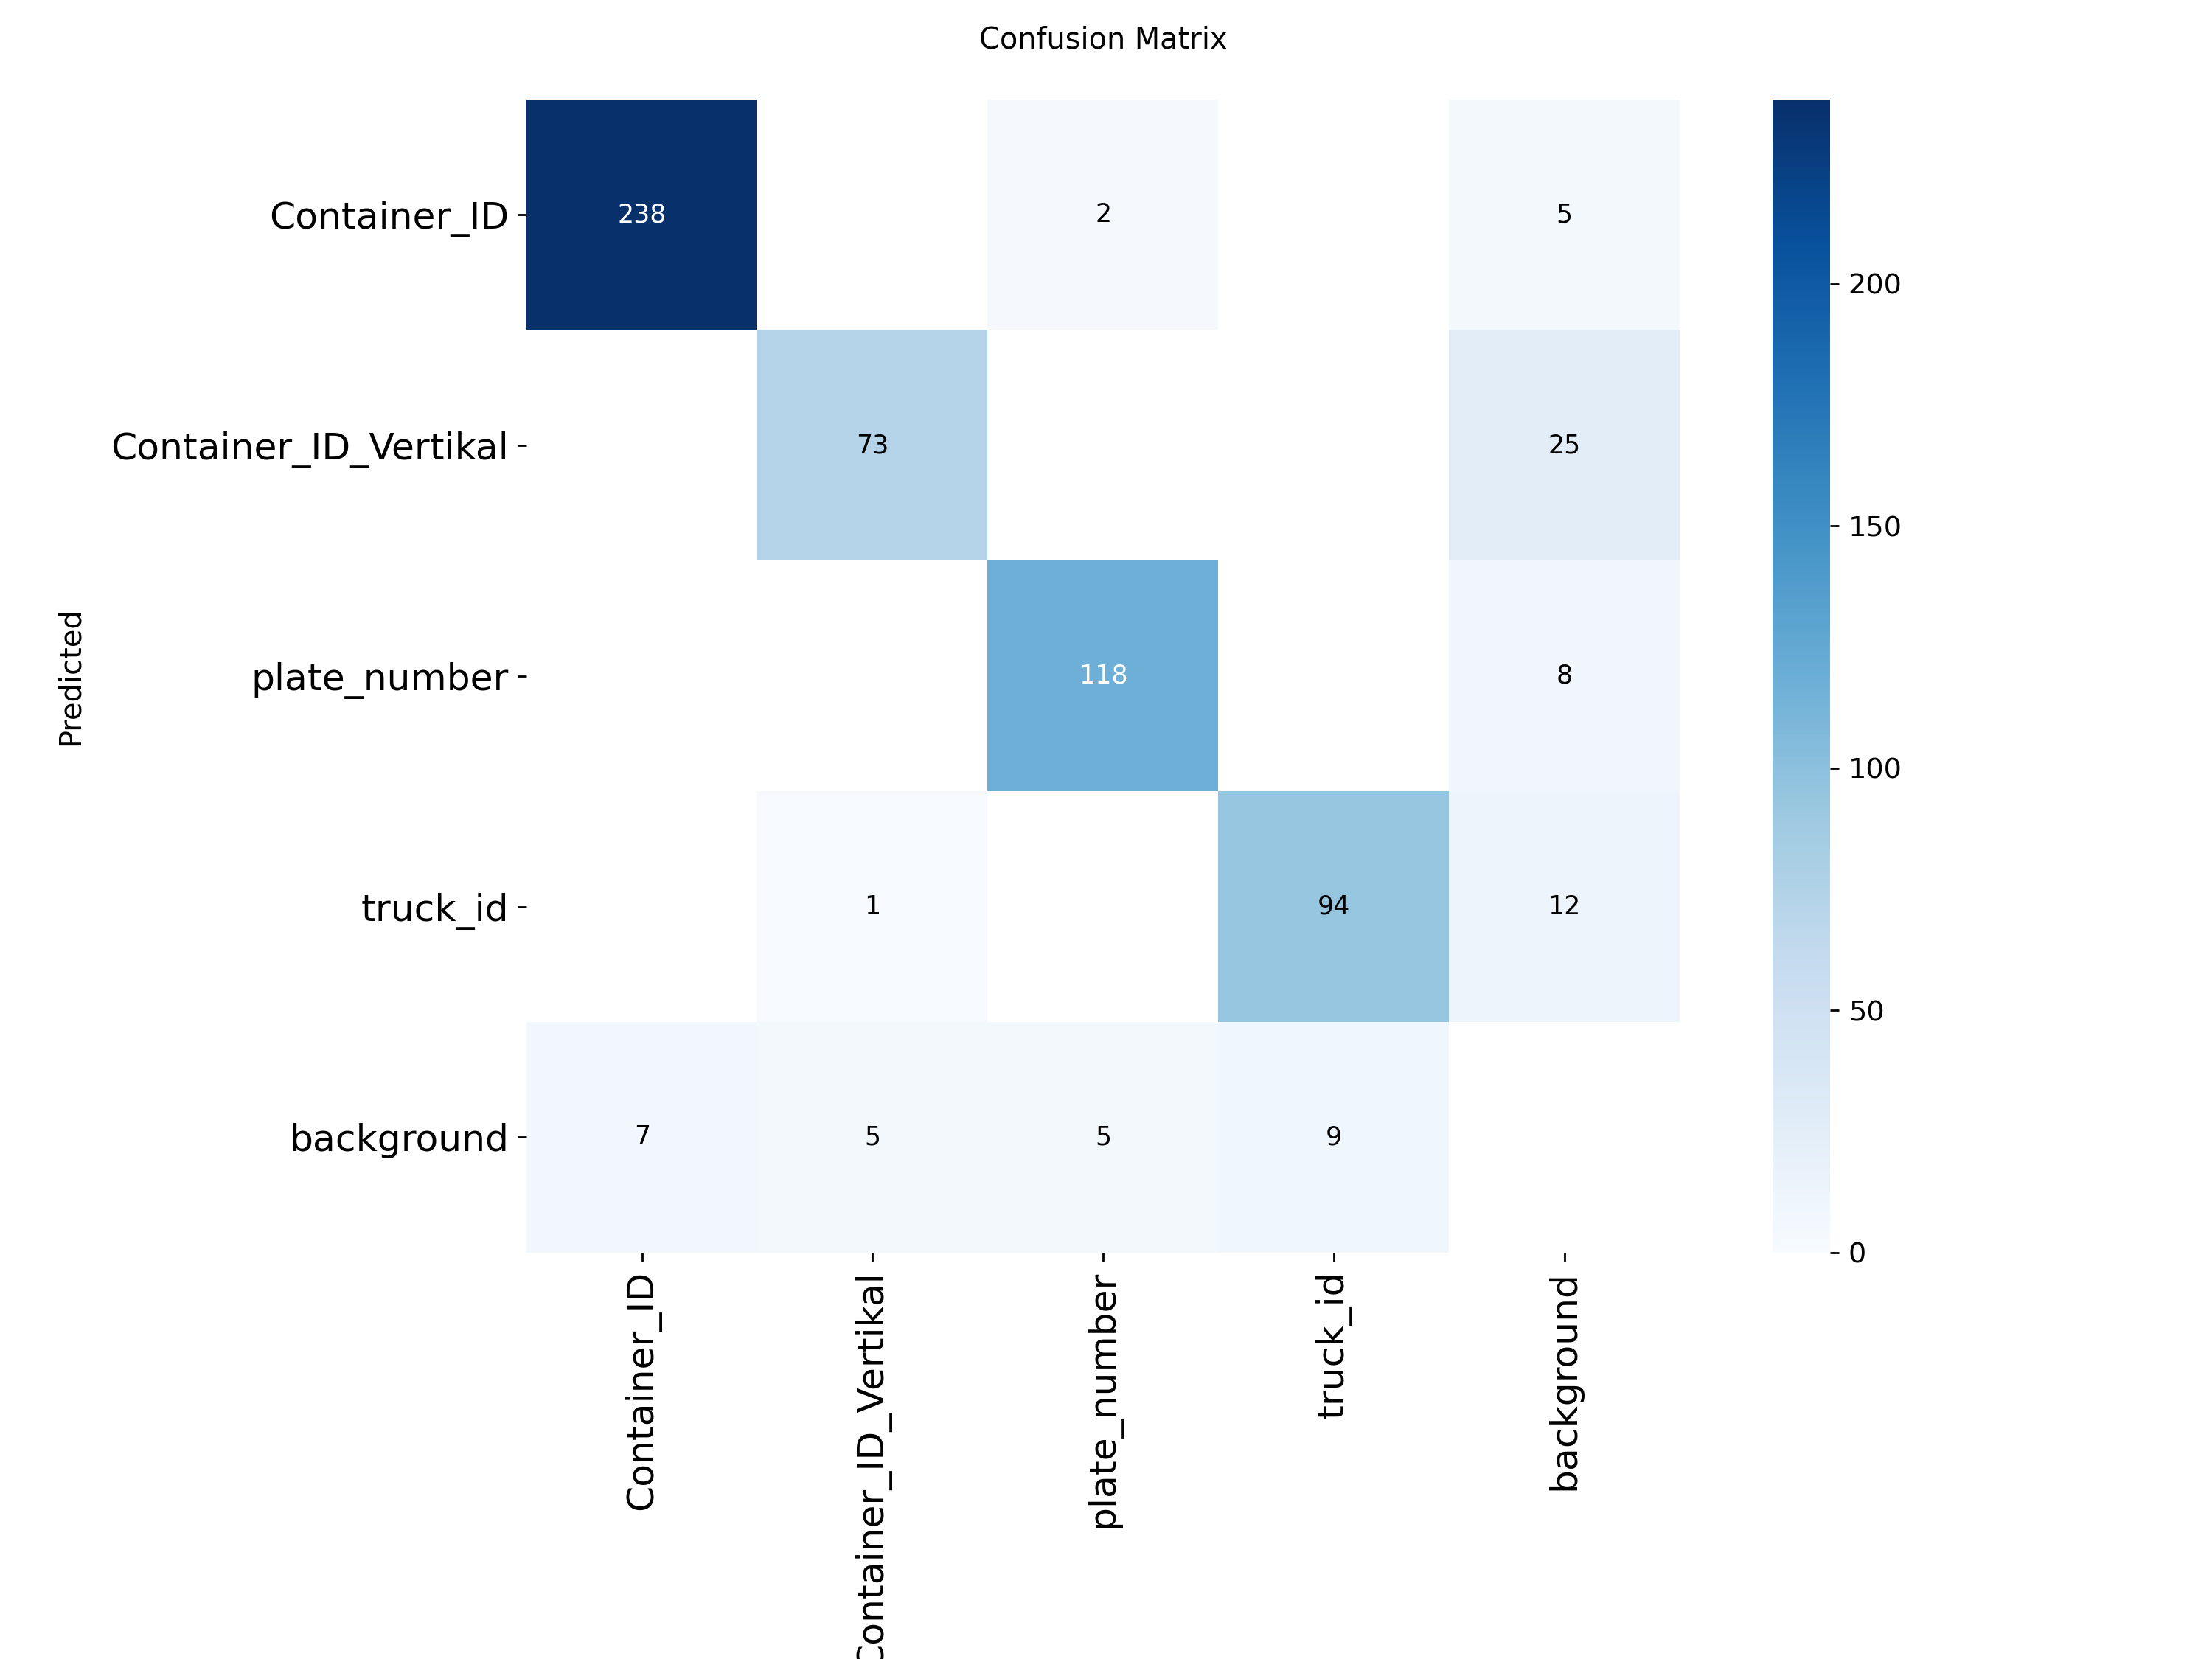 Confusion Matrix
Container_ID
238
2
5
200
Container_ID_Vertikal
73
25
150
Predicted
plate_number
118
8
100
truck_id
1
94
12
50
background
7
5
5
9
0
Container_ID
Container_ID_Vertikal
plate_number
truck_id
background